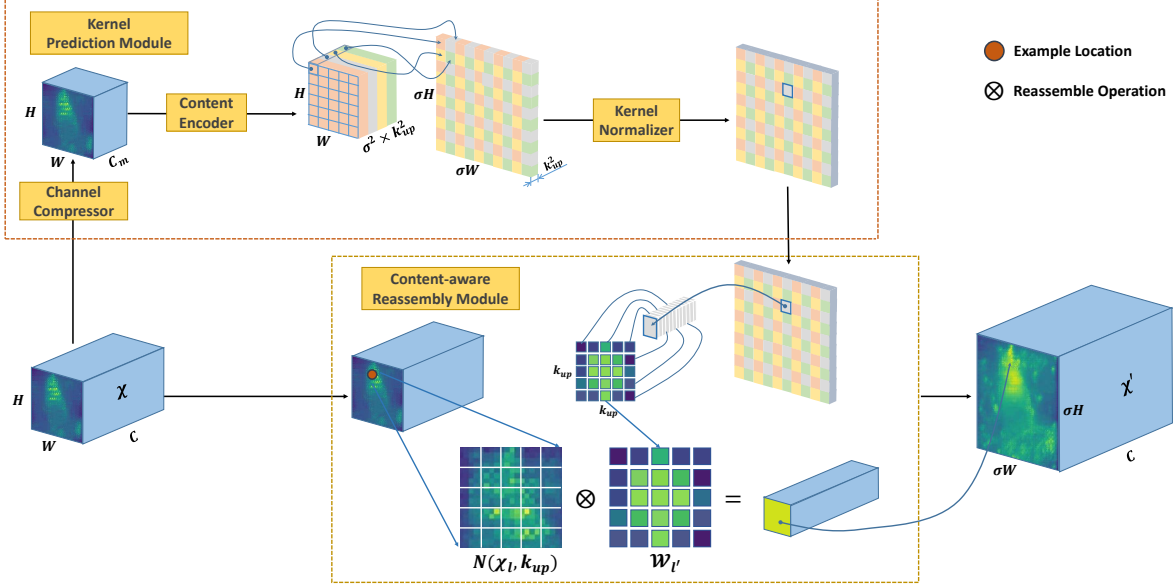 Kernel
Prediction Module
H
W
C_m
Content
Encoder
H
W
σ² × k²_up
σH
σW
k²_up
Kernel
Normalizer
Example Location
Reassemble Operation
Channel
Compressor
Content-aware
Reassembly Module
H
W
C
χ
k_up
k_up
N(χ_l, k_up)
⊗
𝒲_l′
=
σH
σW
C
χ′